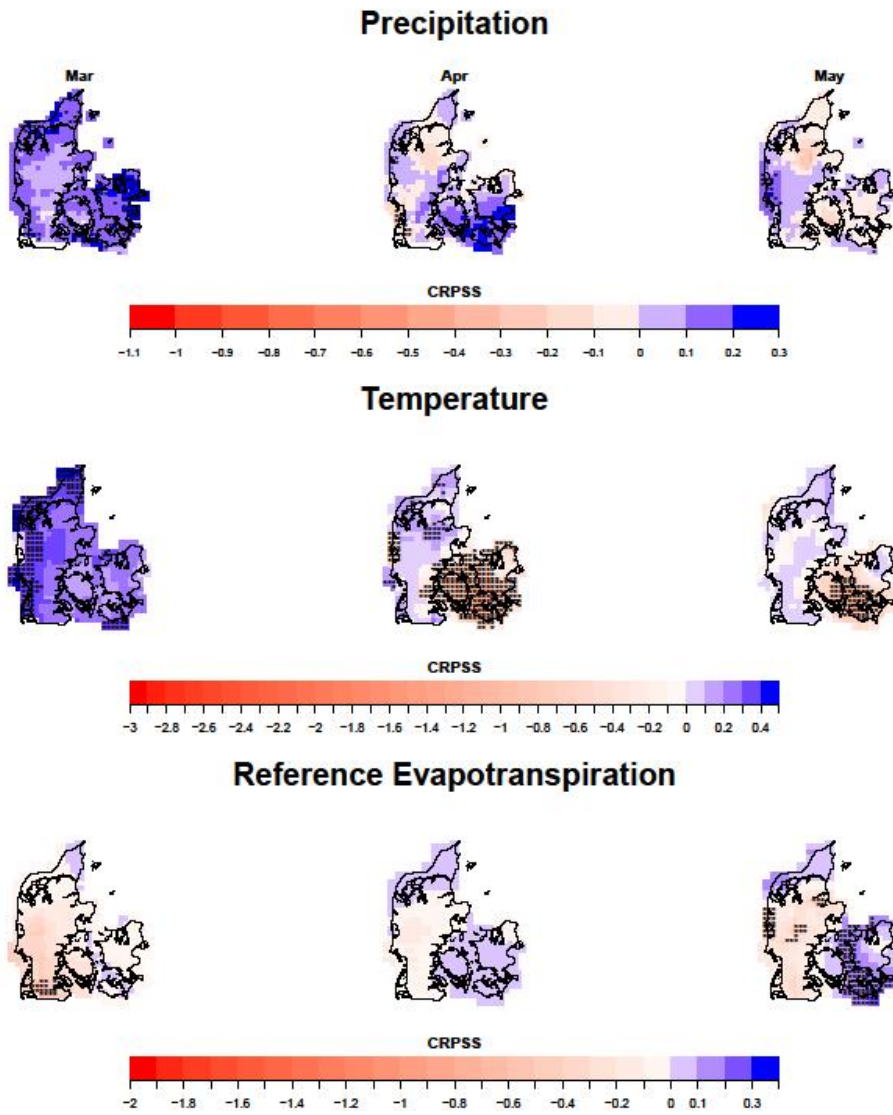 Precipitation
Mar Apr May
CRPSS
−1.1 −1 −0.9 −0.8 −0.7 −0.6 −0.5 −0.4 −0.3 −0.2 −0.1 0 0.1 0.2 0.3
Temperature
CRPSS
−3 −2.8 −2.6 −2.4 −2.2 −2 −1.8 −1.6 −1.4 −1.2 −1 −0.8 −0.6 −0.4 −0.2 0 0.2 0.4
Reference Evapotranspiration
CRPSS
−2 −1.8 −1.6 −1.4 −1.2 −1 −0.8 −0.6 −0.4 −0.2 0 0.1 0.3